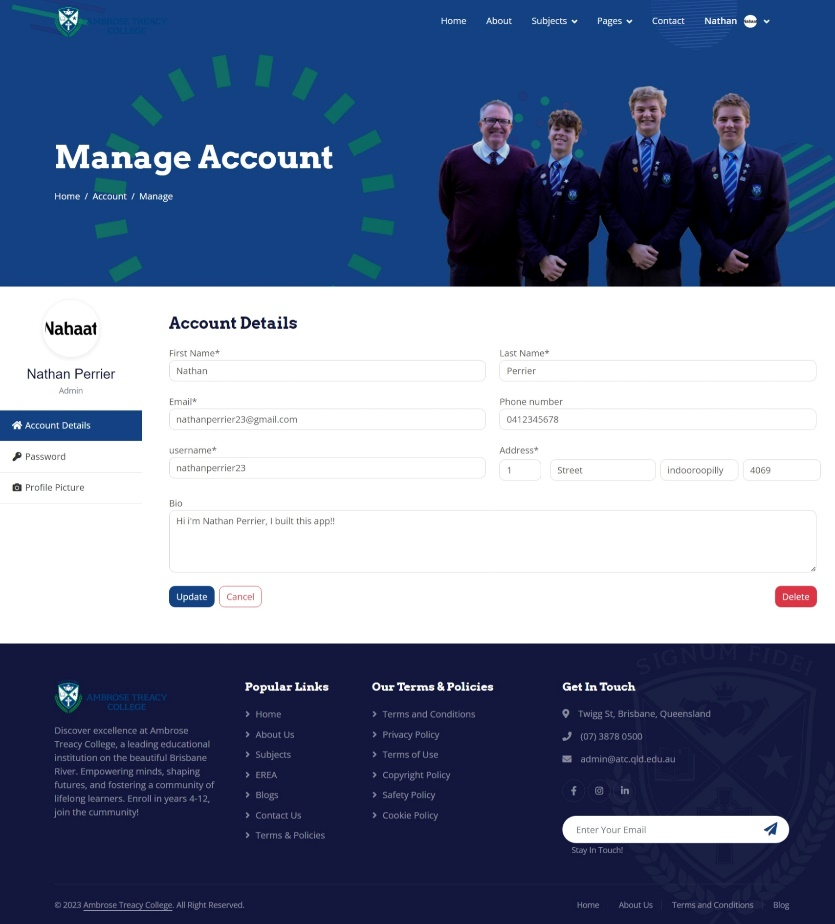 AMBROSE TREACY
COLLEGE
Home About Subjects Pages Contact Nathan
Manage Account
Home / Account / Manage
Nahaat
Nathan Perrier
Admin
Account Details
Password
Profile Picture
Account Details
First Name*
Nathan
Last Name*
Perrier
Email*
nathanperrier23@gmail.com
Phone number
0412345678
username*
nathanperrier23
Address*
1 Street indooroopilly 4069
Bio
Hi i'm Nathan Perrier, I built this app!!
Update Cancel Delete
SIGNUM FIDEI
AMBROSE TREACY
COLLEGE
Discover excellence at Ambrose
Treacy College, a leading educational
institution on the beautiful Brisbane
River. Empowering minds, shaping
futures, and fostering a community of
lifelong learners. Enroll in years 4-12,
join the cummunity!
Popular Links
Home
About Us
Subjects
EREA
Blogs
Contact Us
Terms & Policies
Our Terms & Policies
Terms and Conditions
Privacy Policy
Terms of Use
Copyright Policy
Safety Policy
Cookie Policy
Get In Touch
Twigg St, Brisbane, Queensland
(07) 3878 0500
admin@atc.qld.edu.au
Enter Your Email
Stay In Touch!
© 2023 Ambrose Treacy College. All Right Reserved.
Home About Us Terms and Conditions Blog